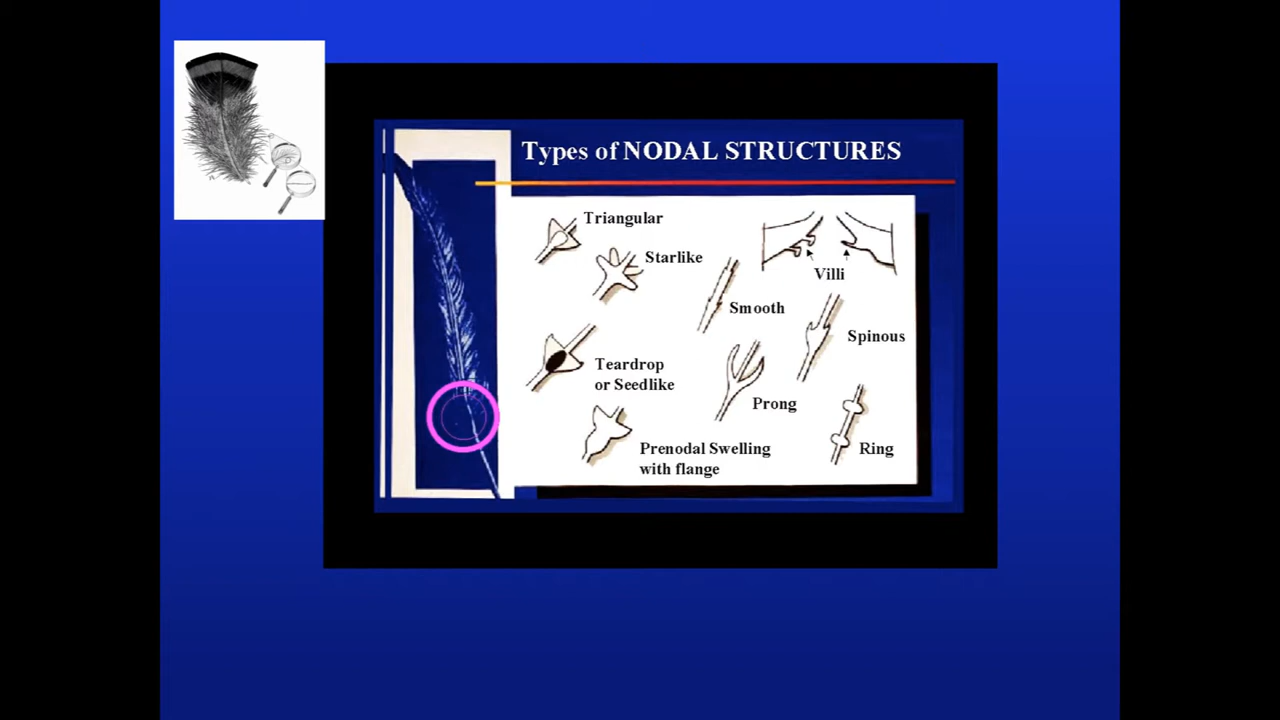 Types of NODAL STRUCTURES
Triangular
Starlike
Villi
Smooth
Spinous
Teardrop
or Seedlike
Prong
Prenodal Swelling
with flange
Ring